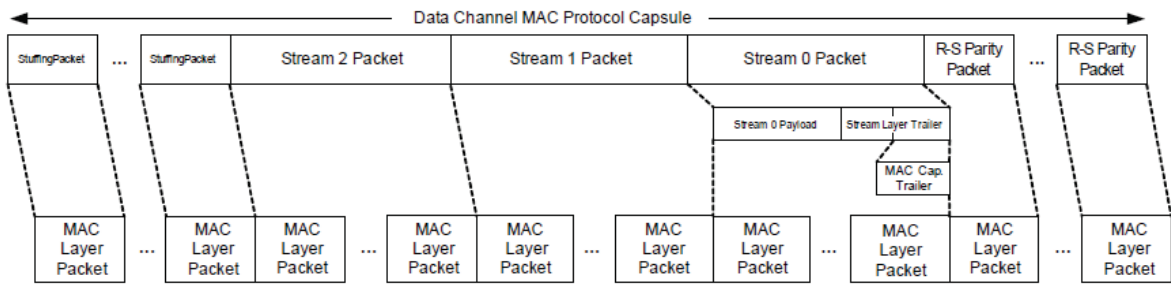 Data Channel MAC Protocol Capsule
StuffingPacket ... StuffingPacket Stream 2 Packet Stream 1 Packet Stream 0 Packet R-S Parity Packet ... R-S Parity Packet
Stream 0 Payload Stream Layer Trailer
MAC Cap.
Trailer
MAC MAC MAC MAC MAC MAC MAC MAC MAC MAC
Layer ... Layer Layer ... Layer Layer ... Layer Layer ... Layer Layer ... Layer
Packet Packet Packet Packet Packet Packet Packet Packet Packet Packet